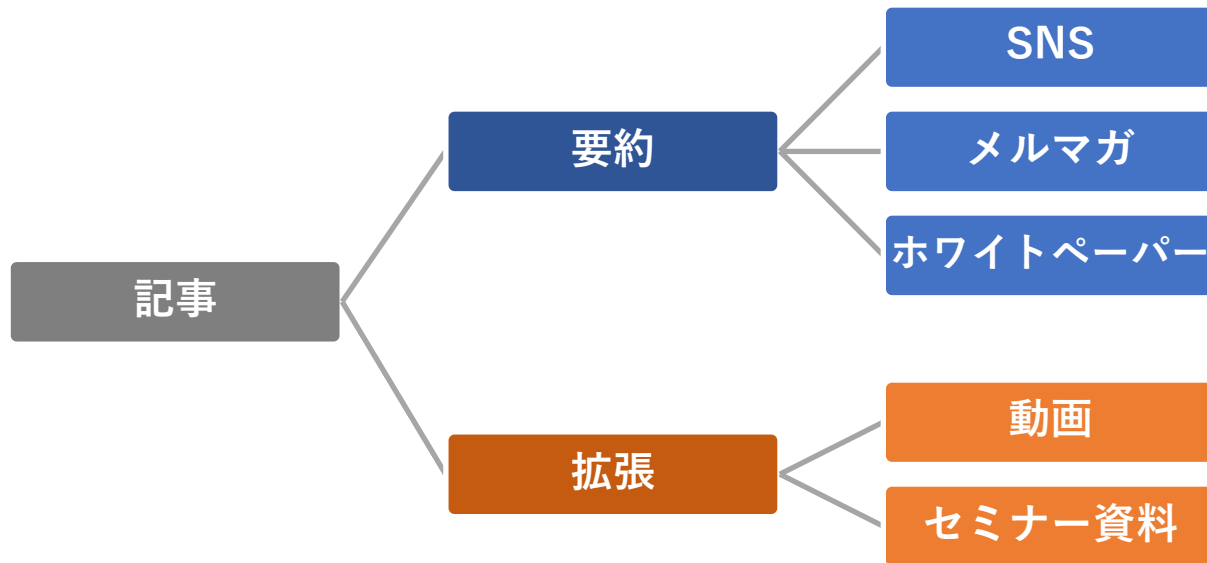 記事
要約
SNS
メルマガ
ホワイトペーパー
拡張
動画
セミナー資料